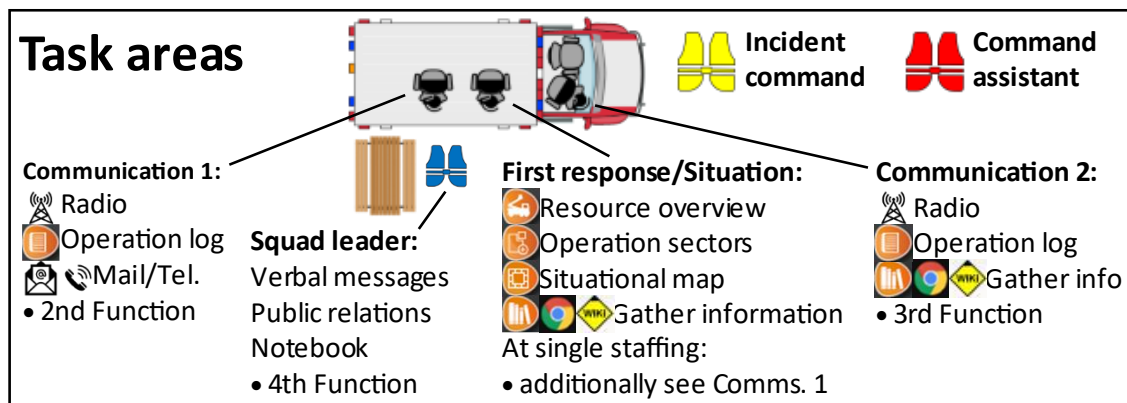 Task areas
Incident
command
Command
assistant
Communication 1:
Radio
Operation log
Mail/Tel.
• 2nd Function
Squad leader:
Verbal messages
Public relations
Notebook
• 4th Function
First response/Situation:
Resource overview
Operation sectors
Situational map
WIKI Gather information
At single staffing:
• additionally see Comms. 1
Communication 2:
Radio
Operation log
WIKI Gather info
• 3rd Function